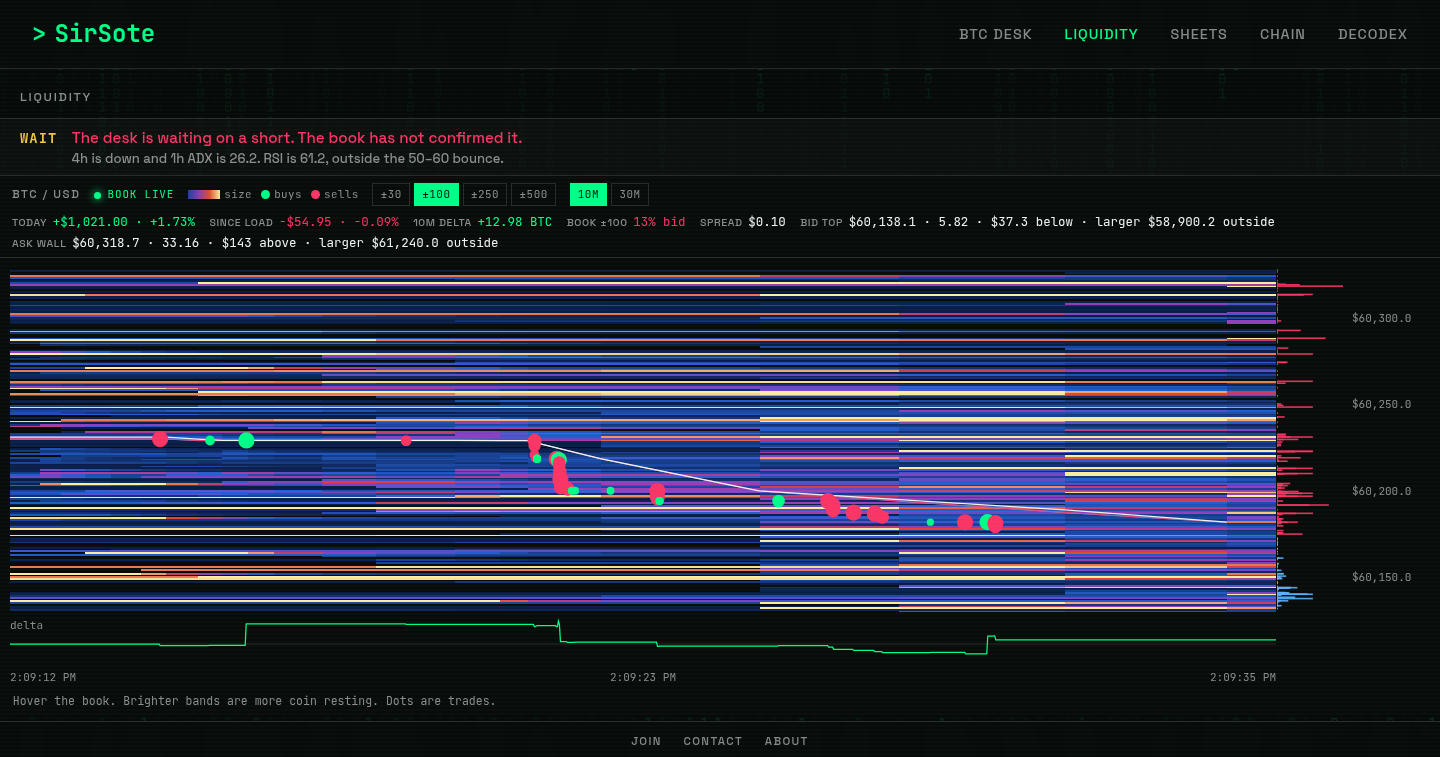 > SirSote
BTC DESK LIQUIDITY SHEETS CHAIN DECODEX
LIQUIDITY
WAIT The desk is waiting on a short. The book has not confirmed it.
4h is down and 1h ADX is 26.2. RSI is 61.2, outside the 50–60 bounce.
BTC / USD BOOK LIVE size buys sells ±30 ±100 ±250 ±500 10M 30M
TODAY +$1,021.00 · +1.73% SINCE LOAD -$54.95 · -0.09% 10M DELTA +12.98 BTC BOOK ±100 13% bid SPREAD $0.10 BID TOP $60,138.1 · 5.82 · $37.3 below · larger $58,900.2 outside
ASK WALL $60,318.7 · 33.16 · $143 above · larger $61,240.0 outside
$60,300.0
$60,250.0
$60,200.0
$60,150.0
delta
2:09:12 PM 2:09:23 PM 2:09:35 PM
Hover the book. Brighter bands are more coin resting. Dots are trades.
JOIN CONTACT ABOUT